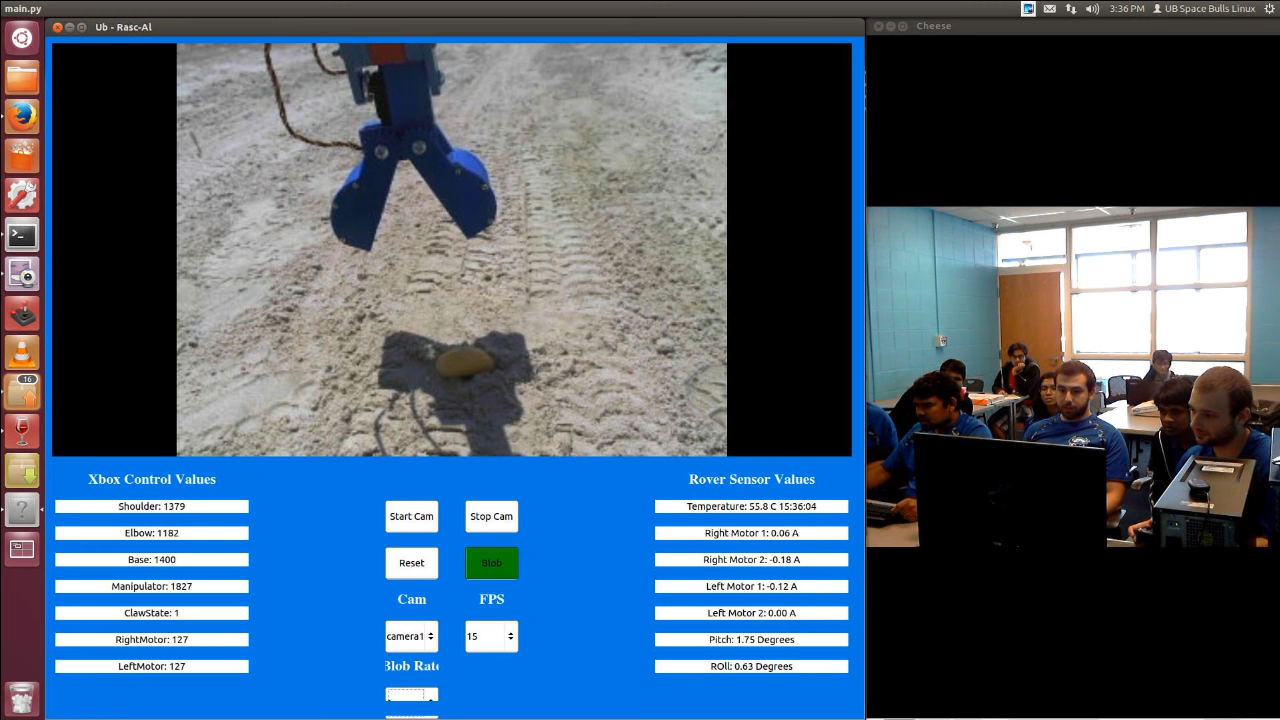 main.py
3:36 PM
UB Space Bulls Linux
Ub - Rasc-Al
Cheese
16
Xbox Control Values
Shoulder: 1379
Elbow: 1182
Base: 1400
Manipulator: 1827
ClawState: 1
RightMotor: 127
LeftMotor: 127
Start Cam
Stop Cam
Reset
Blob
Cam
FPS
camera1
15
Blob Rate
Rover Sensor Values
Temperature: 55.8 C 15:36:04
Right Motor 1: 0.06 A
Right Motor 2: -0.18 A
Left Motor 1: -0.12 A
Left Motor 2: 0.00 A
Pitch: 1.75 Degrees
ROll: 0.63 Degrees